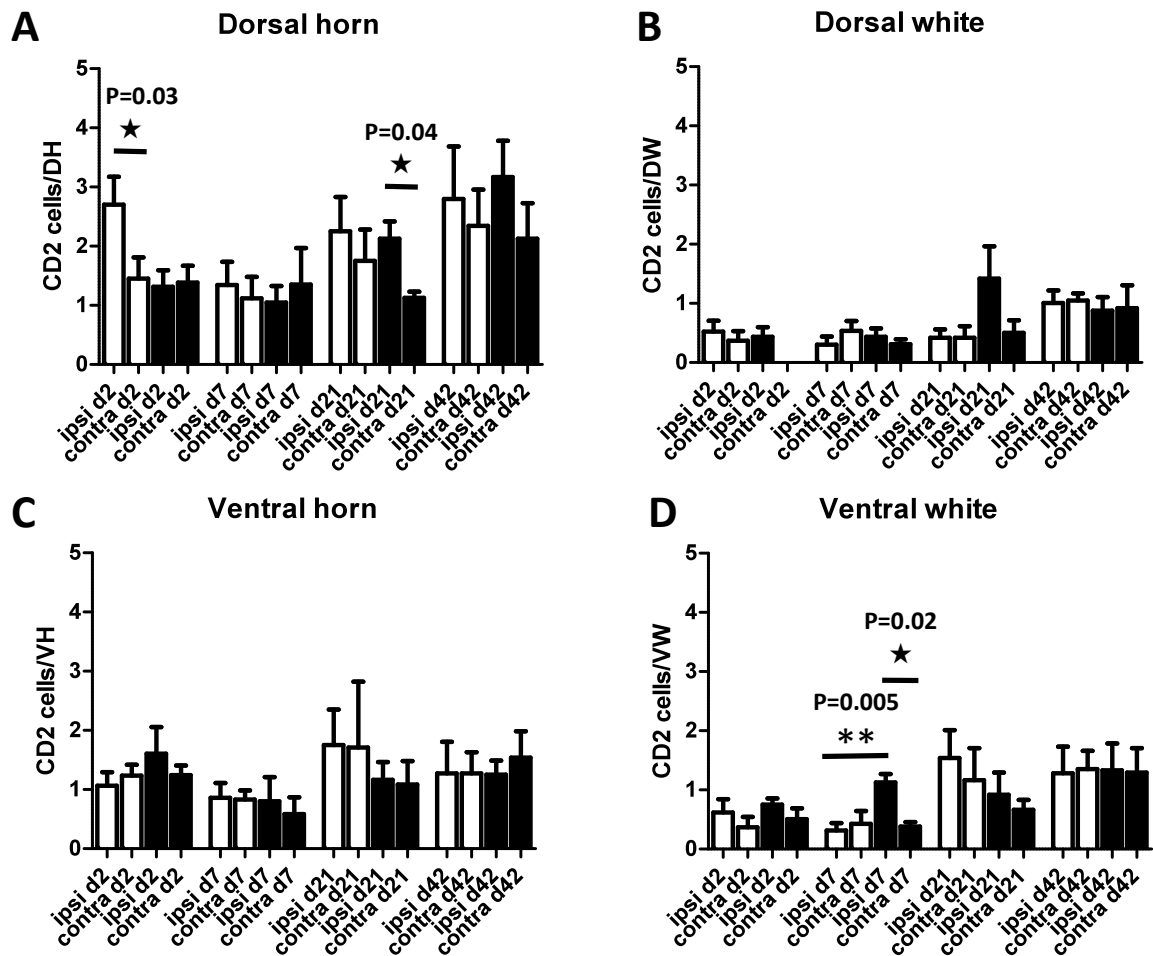 A
Dorsal horn
CD2 cells/DH
5
4
3
2
1
0
P=0.03
★
P=0.04
★
ipsi d2
contra d2
ipsi d2
contra d2
ipsi d7
contra d7
ipsi d7
contra d7
ipsi d21
contra d21
ipsi d21
contra d21
ipsi d42
contra d42
ipsi d42
contra d42
B
Dorsal white
CD2 cells/DW
5
4
3
2
1
0
ipsi d2
contra d2
ipsi d2
contra d2
ipsi d7
contra d7
ipsi d7
contra d7
ipsi d21
contra d21
ipsi d21
contra d21
ipsi d42
contra d42
ipsi d42
contra d42
C
Ventral horn
CD2 cells/VH
5
4
3
2
1
0
ipsi d2
contra d2
ipsi d2
contra d2
ipsi d7
contra d7
ipsi d7
contra d7
ipsi d21
contra d21
ipsi d21
contra d21
ipsi d42
contra d42
ipsi d42
contra d42
D
Ventral white
CD2 cells/VW
5
4
3
2
1
0
P=0.02
★
P=0.005
**
ipsi d2
contra d2
ipsi d2
contra d2
ipsi d7
contra d7
ipsi d7
contra d7
ipsi d21
contra d21
ipsi d21
contra d21
ipsi d42
contra d42
ipsi d42
contra d42